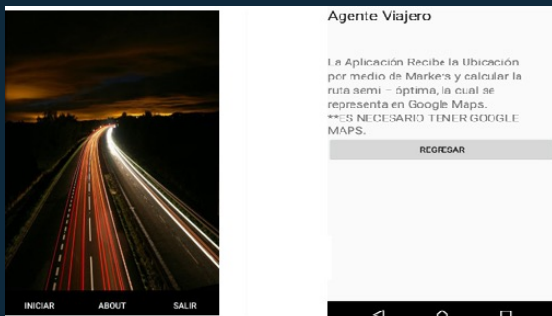 INICIAR ABOUT SALIR
Agente Viajero
La Aplicación Recibe la Ubicación
por medio de Markers y calcular la
ruta semi – óptima, la cual se
representa en Google Maps.
**ES NECESARIO TENER GOOGLE
MAPS.
REGRESAR